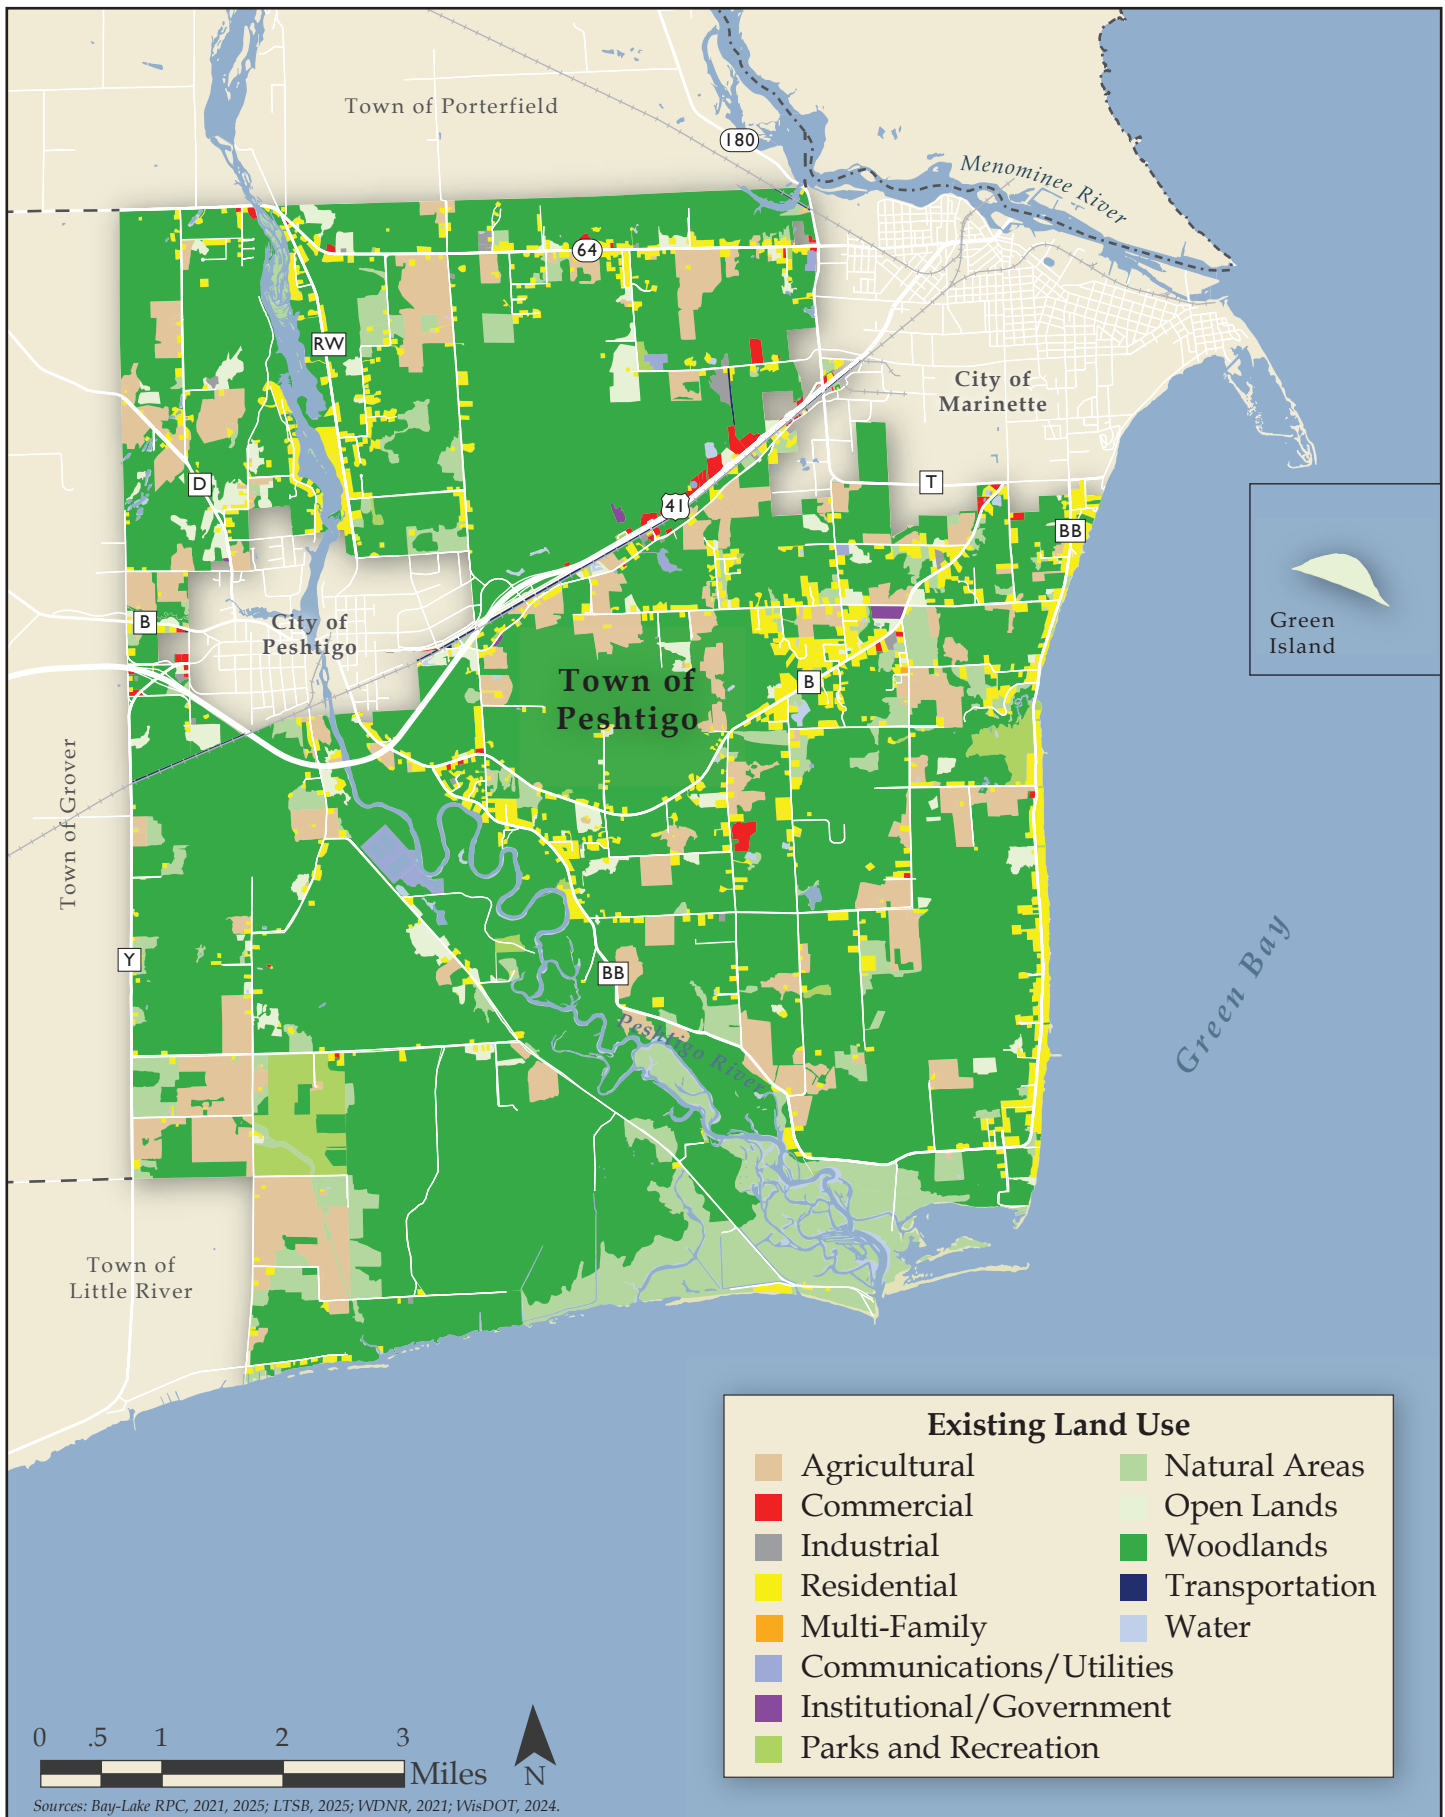 Town of Porterfield
180
Menominee River
64
RW
City of
Marinette
D
T
41
BB
B
City of
Peshtigo
Green
Island
Town of
Peshtigo
B
Town of Grover
Y
BB
Green Bay
Peshtigo River
Town of
Little River
Existing Land Use
Agricultural
Commercial
Industrial
Residential
Multi-Family
Communications/Utilities
Institutional/Government
Parks and Recreation
Natural Areas
Open Lands
Woodlands
Transportation
Water
0 .5 1 2 3
Miles
N
Sources: Bay-Lake RPC, 2021, 2025; LTSB, 2025; WDNR, 2021; WisDOT, 2024.